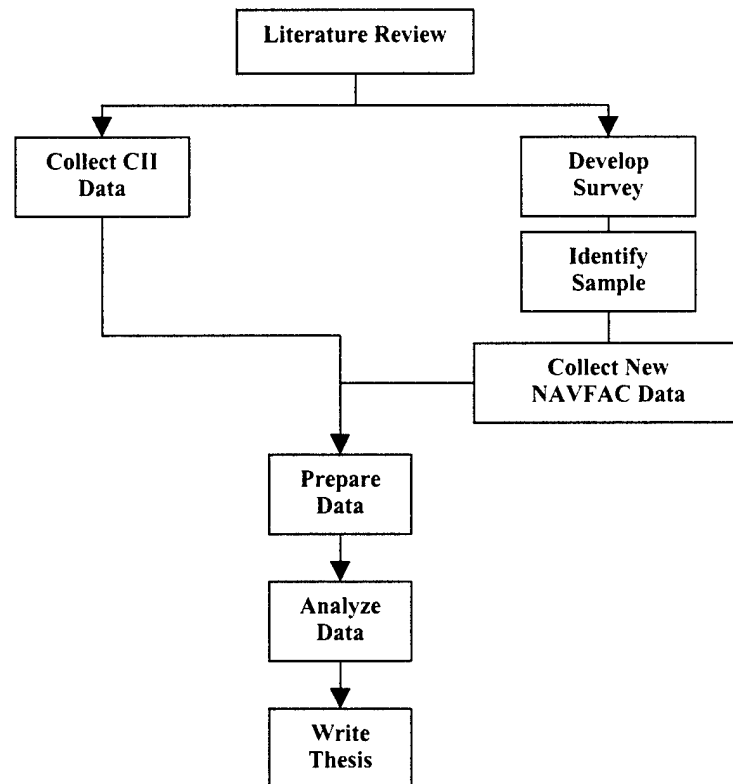 Literature Review
Collect CII
Data
Develop
Survey
Identify
Sample
Collect New
NAVFAC Data
Prepare
Data
Analyze
Data
Write
Thesis